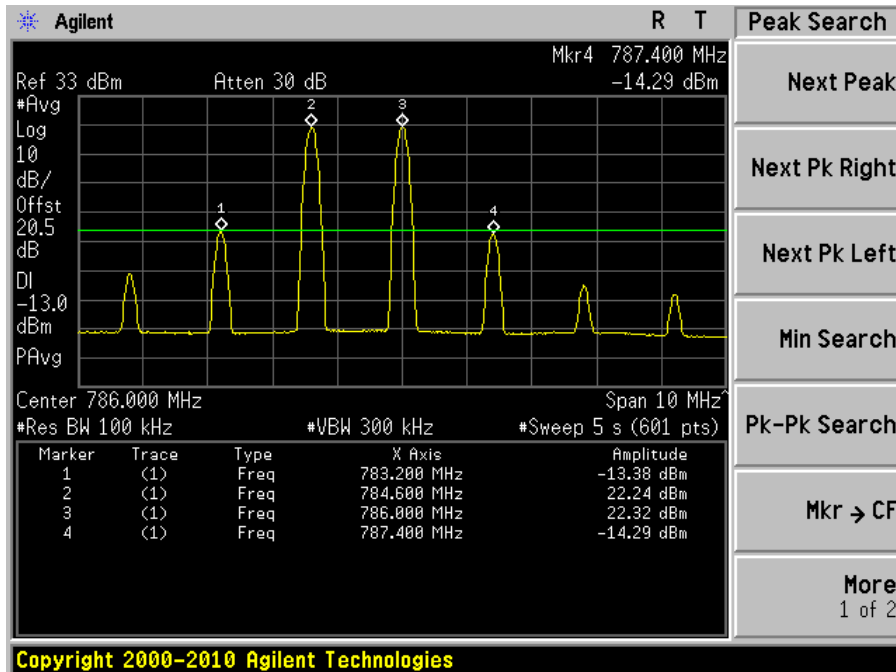 Agilent R T
Peak Search
Mkr4 787.400 MHz
Ref 33 dBm Atten 30 dB -14.29 dBm
#Avg
Log
10
dB/
Offst
20.5
dB
DI
-13.0
dBm
PAvg
1
2
3
4
Center 786.000 MHz Span 10 MHz^
#Res BW 100 kHz #VBW 300 kHz #Sweep 5 s (601 pts)
Marker Trace Type X Axis Amplitude
1 (1) Freq 783.200 MHz -13.38 dBm
2 (1) Freq 784.600 MHz 22.24 dBm
3 (1) Freq 786.000 MHz 22.32 dBm
4 (1) Freq 787.400 MHz -14.29 dBm
Next Peak
Next Pk Right
Next Pk Left
Min Search
Pk-Pk Search
Mkr → CF
More
1 of 2
Copyright 2000-2010 Agilent Technologies